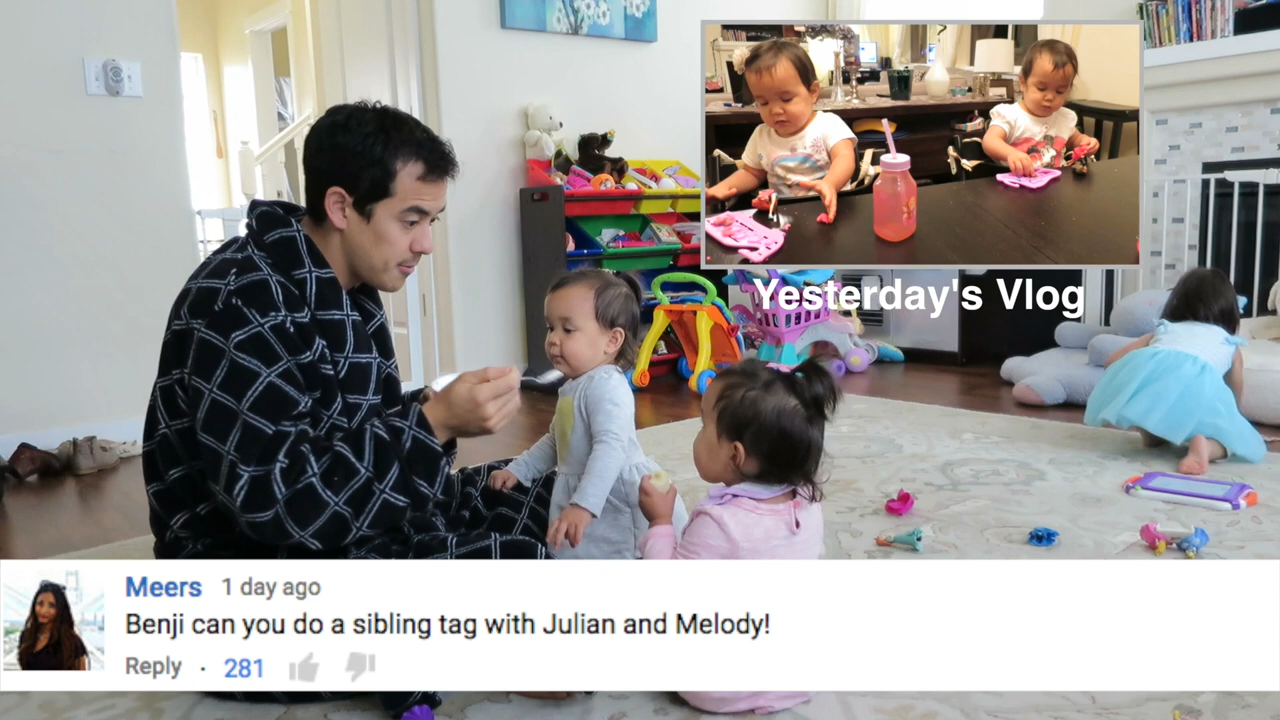 Yesterday's Vlog
Meers 1 day ago
Benji can you do a sibling tag with Julian and Melody!
Reply · 281